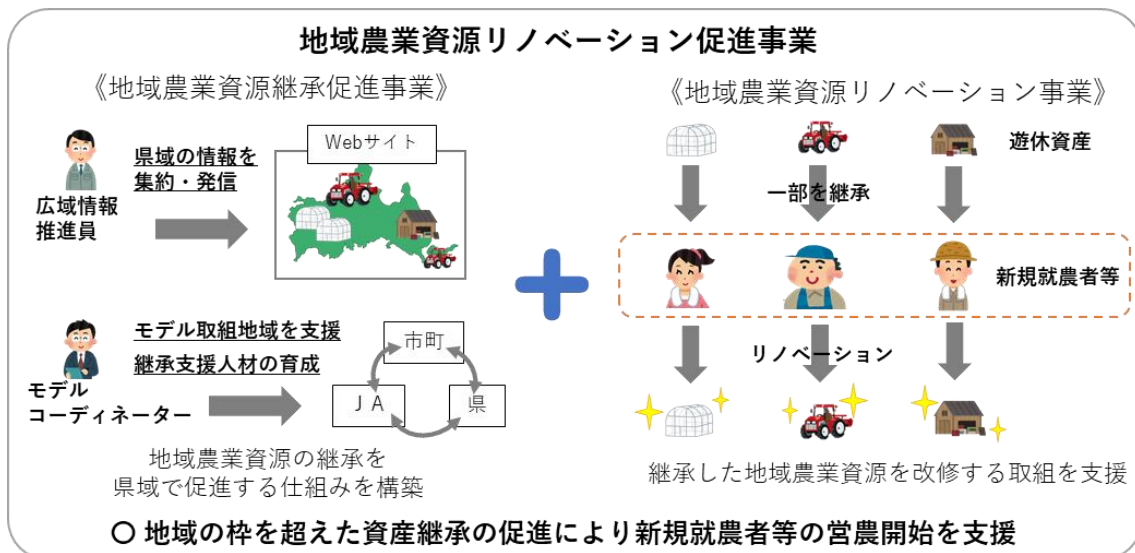 地域農業資源リノベーション促進事業
《地域農業資源継承促進事業》
Webサイト
県域の情報を
集約・発信
広域情報
推進員
モデル取組地域を支援
継承支援人材の育成
モデル
コーディネーター
市町
ＪＡ
県
地域農業資源の継承を
県域で促進する仕組みを構築
《地域農業資源リノベーション事業》
遊休資産
一部を継承
新規就農者等
リノベーション
継承した地域農業資源を改修する取組を支援
〇 地域の枠を超えた資産継承の促進により新規就農者等の営農開始を支援